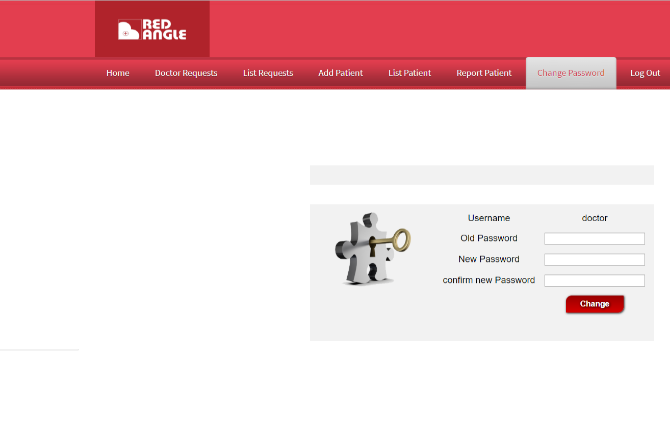 RED
ANGLE
Home Doctor Requests List Requests Add Patient List Patient Report Patient Change Password Log Out
Username doctor
Old Password
New Password
confirm new Password
Change